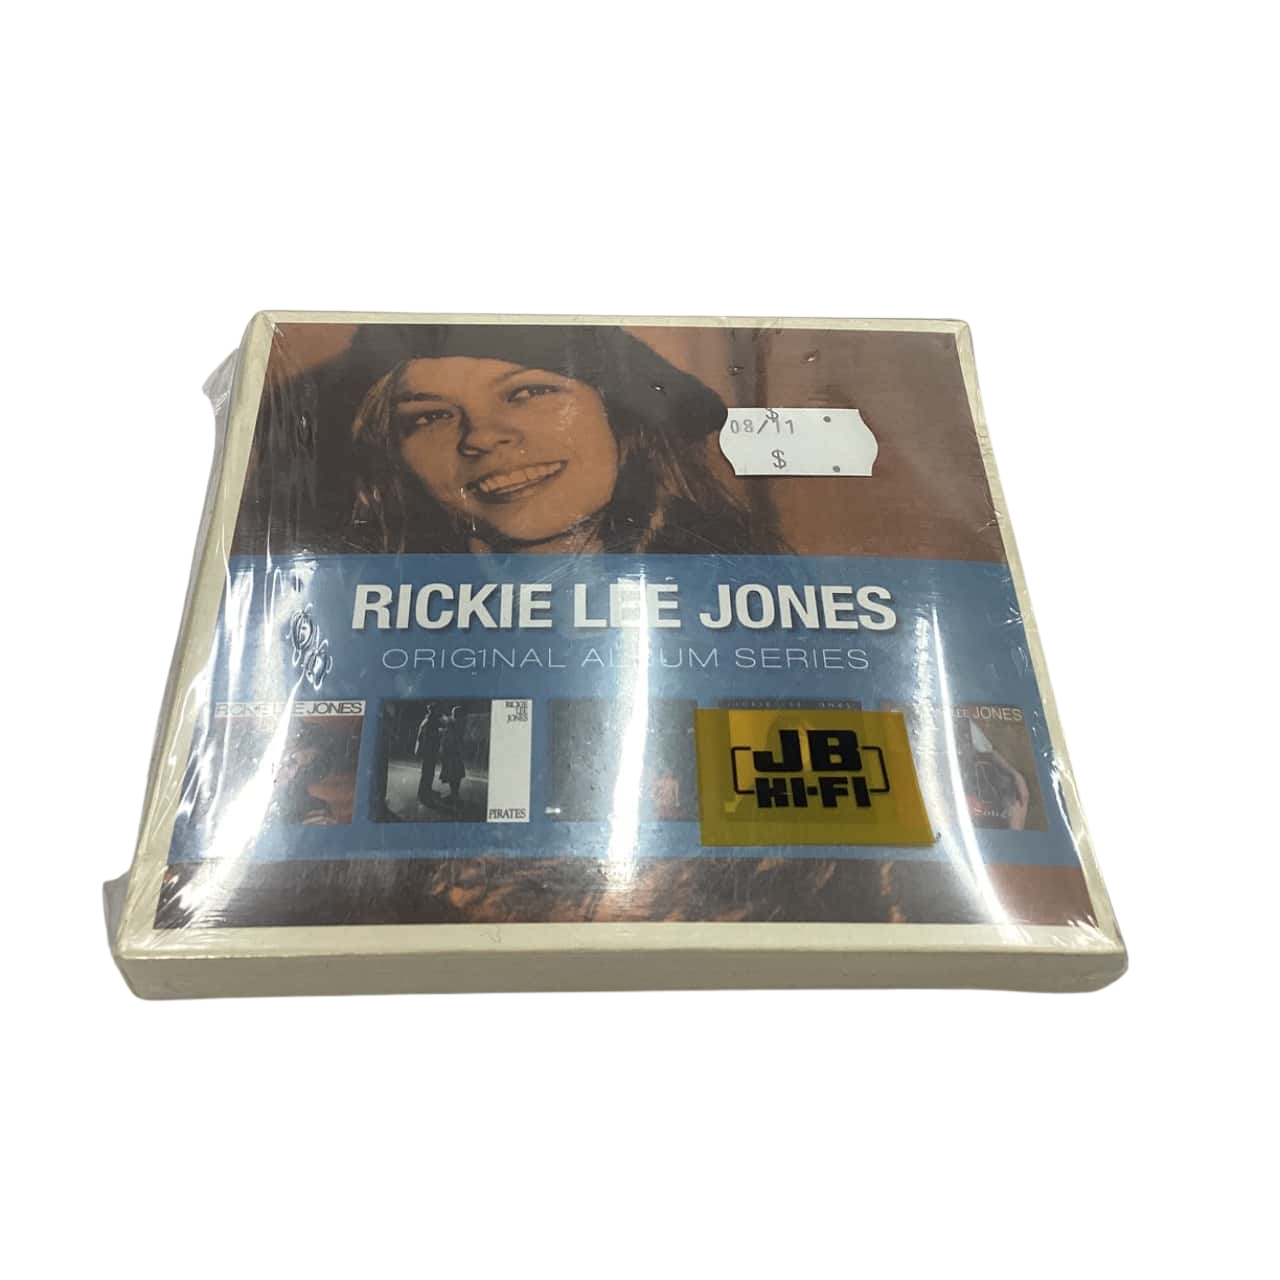 $
08/11
$
RICKIE LEE JONES
ORIGINAL ALBUM SERIES
RICKIE LEE JONES
RICKIE
LEE
JONES
PIRATES
LEE JONES
JB
HI-FI